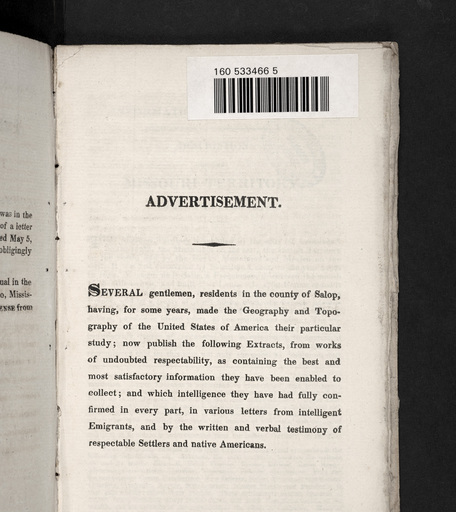 was in the
of a letter
ed May 5,
obligingly
ual in the
o, Missis-
ENSE from
160 533466 5
ADVERTISEMENT.
SEVERAL gentlemen, residents in the county of Salop,
having, for some years, made the Geography and Topo-
graphy of the United States of America their particular
study; now publish the following Extracts, from works
of undoubted respectability, as containing the best and
most satisfactory information they have been enabled to
collect; and which intelligence they have had fully con-
firmed in every part, in various letters from intelligent
Emigrants, and by the written and verbal testimony of
respectable Settlers and native Americans.